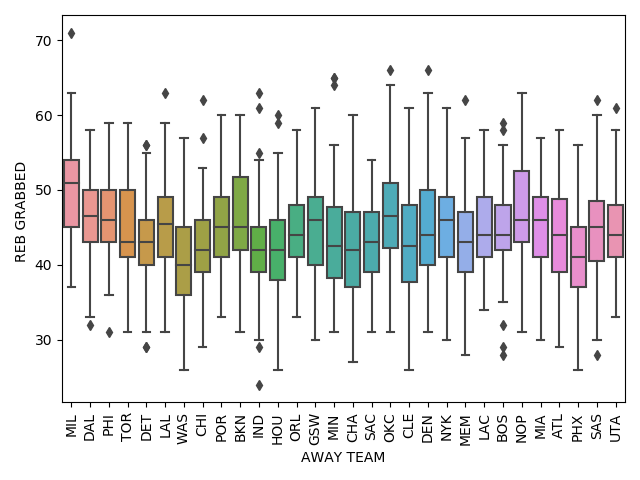 REB GRABBED
70
60
50
40
30
MIL DAL PHI TOR DET LAL WAS CHI POR BKN IND HOU ORL GSW MIN CHA SAC OKC CLE DEN NYK MEM LAC BOS NOP MIA ATL PHX SAS UTA
AWAY TEAM